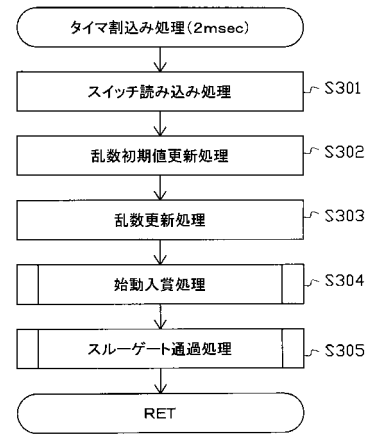 タイマ割込み処理(2msec)
スイッチ読み込み処理 S301
乱数初期値更新処理 S302
乱数更新処理 S303
始動入賞処理 S304
スルーゲート通過処理 S305
RET